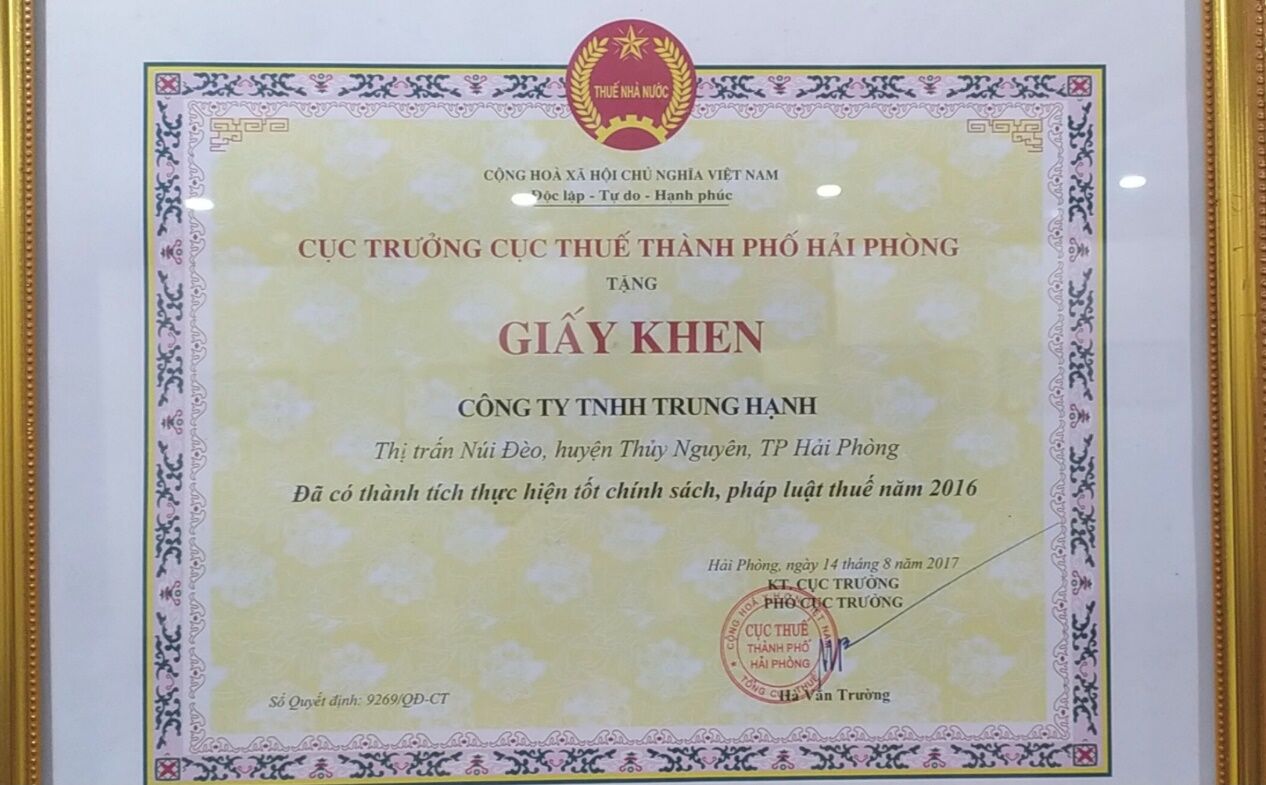 THUẾ NHÀ NƯỚC
CỘNG HOÀ XÃ HỘI CHỦ NGHĨA VIỆT NAM
Độc lập - Tự do - Hạnh phúc
CỤC TRƯỞNG CỤC THUẾ THÀNH PHỐ HẢI PHÒNG
TẶNG
GIẤY KHEN
CÔNG TY TNHH TRUNG HẠNH
Thị trấn Núi Đèo, huyện Thủy Nguyên, TP Hải Phòng
Đã có thành tích thực hiện tốt chính sách, pháp luật thuế năm 2016
Hải Phòng, ngày 14 tháng 8 năm 2017
KT. CỤC TRƯỞNG
PHÓ CỤC TRƯỞNG
CỤC THUẾ
THÀNH PHỐ
HẢI PHÒNG
Hà Văn Trường
Số Quyết định: 9269/QĐ-CT